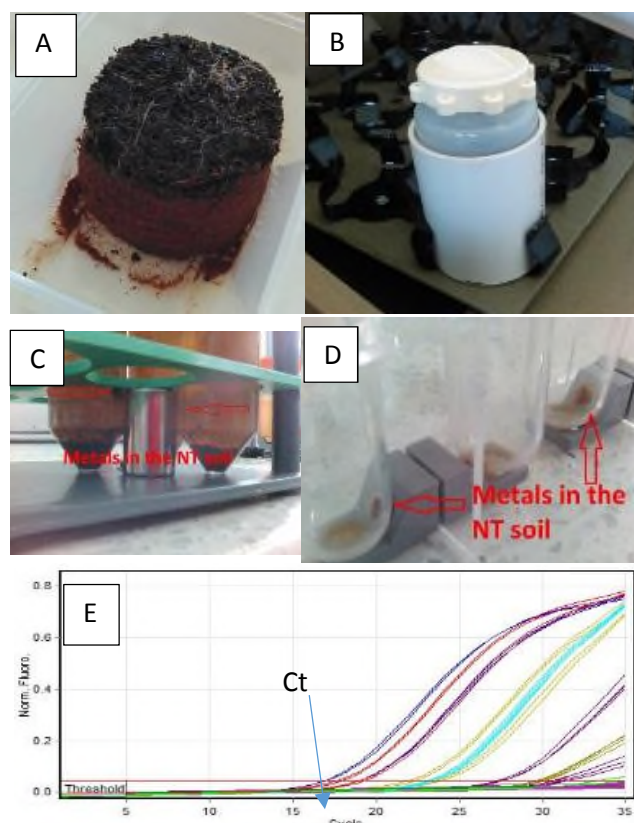 A
B
C
Metals in the NT soil
D
Metals in the
NT soil
E
0.8
0.6
0.4
0.2
0.0
Norm. Fluoro.
Ct
Threshold
5
10
15
20
25
30
35
Cycle